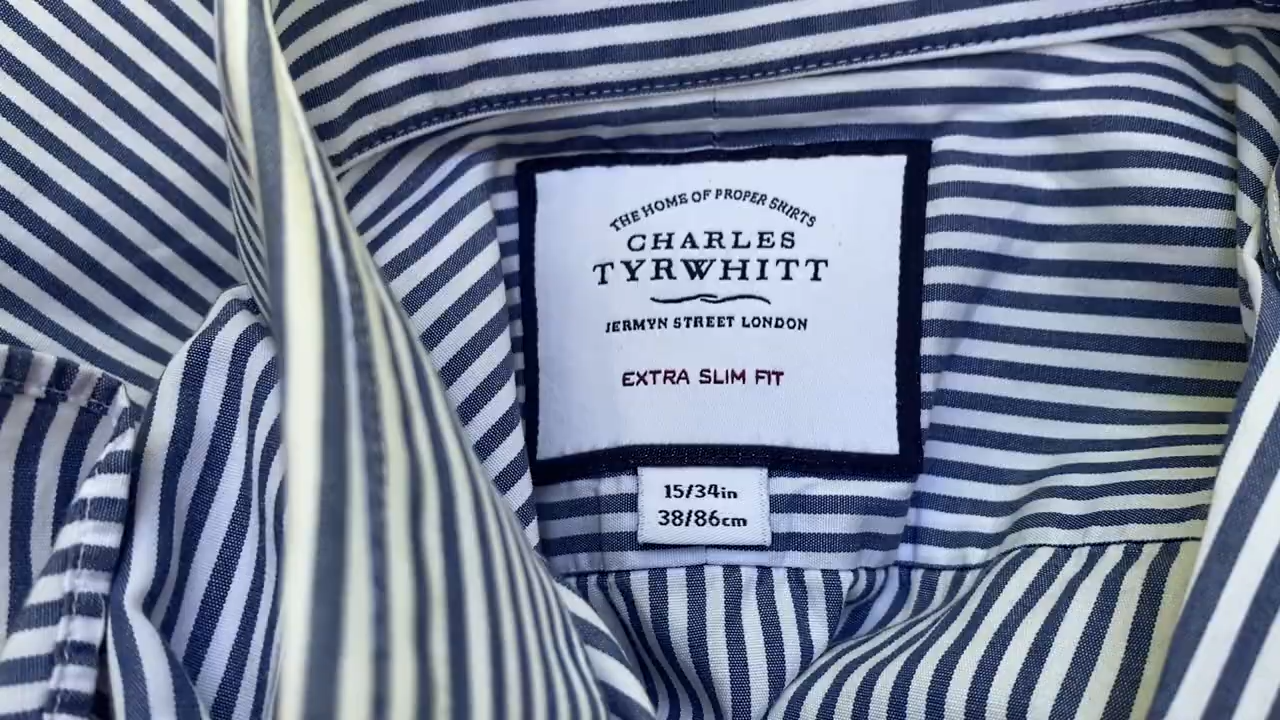 THE HOME OF PROPER SHIRTS
CHARLES
TYRWHITT
JERMYN STREET LONDON
EXTRA SLIM FIT
15/34in
38/86cm